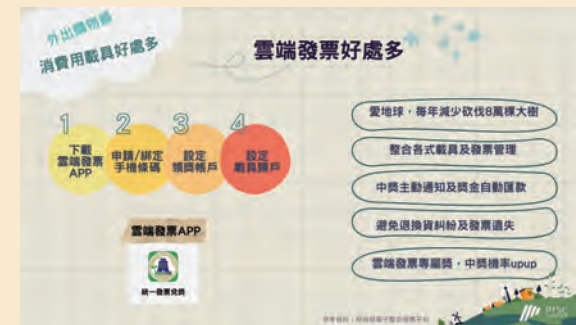 外出購物編
消費用載具好處多
雲端發票好處多
1
下載
雲端發票
APP
2
申請/綁定
手機條碼
3
設定
領獎帳戶
4
設定
載具歸戶
雲端發票APP
統一發票兌獎
愛地球，每年減少砍伐8萬棵大樹
整合各式載具及發票管理
中獎主動通知及獎金自動匯款
避免退換貨糾紛及發票遺失
雲端發票專屬獎，中獎機率upup